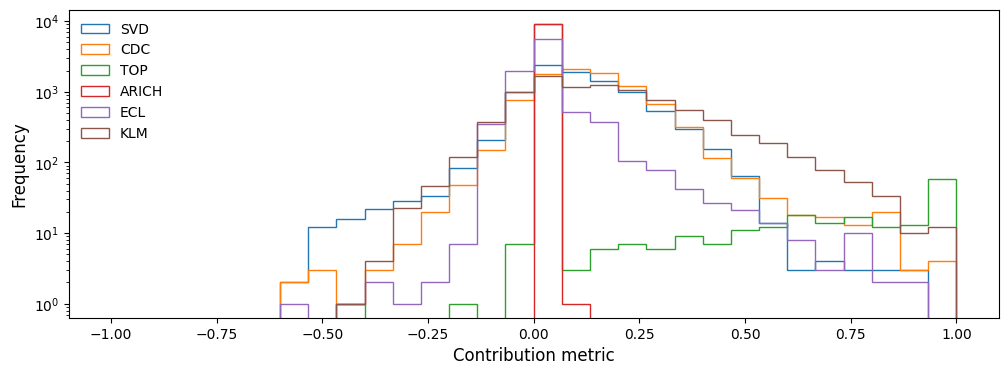 Frequency
10⁴
10³
10²
10¹
10⁰
SVD
CDC
TOP
ARICH
ECL
KLM
−1.00 −0.75 −0.50 −0.25 0.00 0.25 0.50 0.75 1.00
Contribution metric